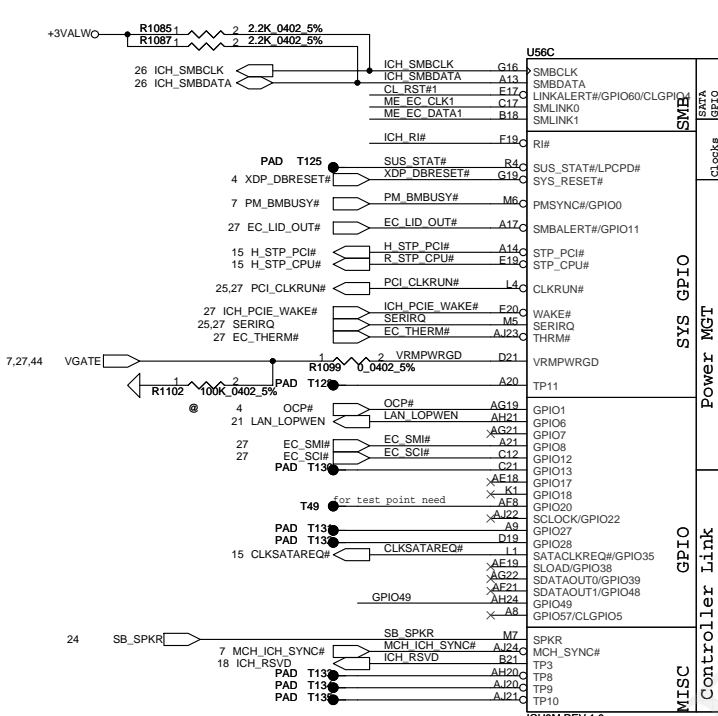 +3VALW
R1085 1 2 2.2K_0402_5%
R1087 1 2 2.2K_0402_5%
U56C
26 ICH_SMBCLK ICH_SMBCLK G16 SMBCLK
26 ICH_SMBDATA ICH_SMBDATA A13 SMBDATA
CL_RST#1 E17 LINKALERT#/GPIO60/CLGPIO4
ME_EC_CLK1 C17 SMLINK0
ME_EC_DATA1 B18 SMLINK1
SMB
SATA
GPIO
Clocks
ICH_RI# F19 RI#
PAD T125 SUS_STAT# R4 SUS_STAT#/LPCPD#
4 XDP_DBRESET# XDP_DBRESET# G19 SYS_RESET#
7 PM_BMBUSY# PM_BMBUSY# M6 PMSYNC#/GPIO0
27 EC_LID_OUT# EC_LID_OUT# A17 SMBALERT#/GPIO11
15 H_STP_PCI# H_STP_PCI# A14 STP_PCI#
15 H_STP_CPU# R_STP_CPU# E19 STP_CPU#
25,27 PCI_CLKRUN# PCI_CLKRUN# L4 CLKRUN#
27 ICH_PCIE_WAKE# ICH_PCIE_WAKE# E20 WAKE#
25,27 SERIRQ SERIRQ M5 SERIRQ
27 EC_THERM# EC_THERM# AJ23 THRM#
SYS GPIO
Power MGT
7,27,44 VGATE 1 2 VRMPWRGD D21 VRMPWRGD
R1099 0_0402_5%
1 2 PAD A20 TP11
R1102 100K_0402_5%
@
4 OCP# OCP# AG19 GPIO1
21 LAN_LOPWEN LAN_LOPWEN AH21 GPIO6
AG21 GPIO7
27 EC_SMI# EC_SMI# A21 GPIO8
27 EC_SCI# EC_SCI# C12 GPIO12
PAD C21 GPIO13
AE18 GPIO17
K1 GPIO18
T49 for test point need AF8 GPIO20
AJ22 SCLOCK/GPIO22
PAD A9 GPIO27
PAD D19 GPIO28
15 CLKSATAREQ# CLKSATAREQ# L1 SATACLKREQ#/GPIO35
AE19 SLOAD/GPIO38
AG22 SDATAOUT0/GPIO39
AF21 SDATAOUT1/GPIO48
GPIO49 AH24 GPIO49
A8 GPIO57/CLGPIO5
GPIO
Controller Link
24 SB_SPKR SB_SPKR M7 SPKR
7 MCH_ICH_SYNC# MCH_ICH_SYNC# AJ24 MCH_SYNC#
18 ICH_RSVD ICH_RSVD B21 TP3
PAD AH20 TP8
PAD AJ20 TP9
PAD AJ21 TP10
MISC